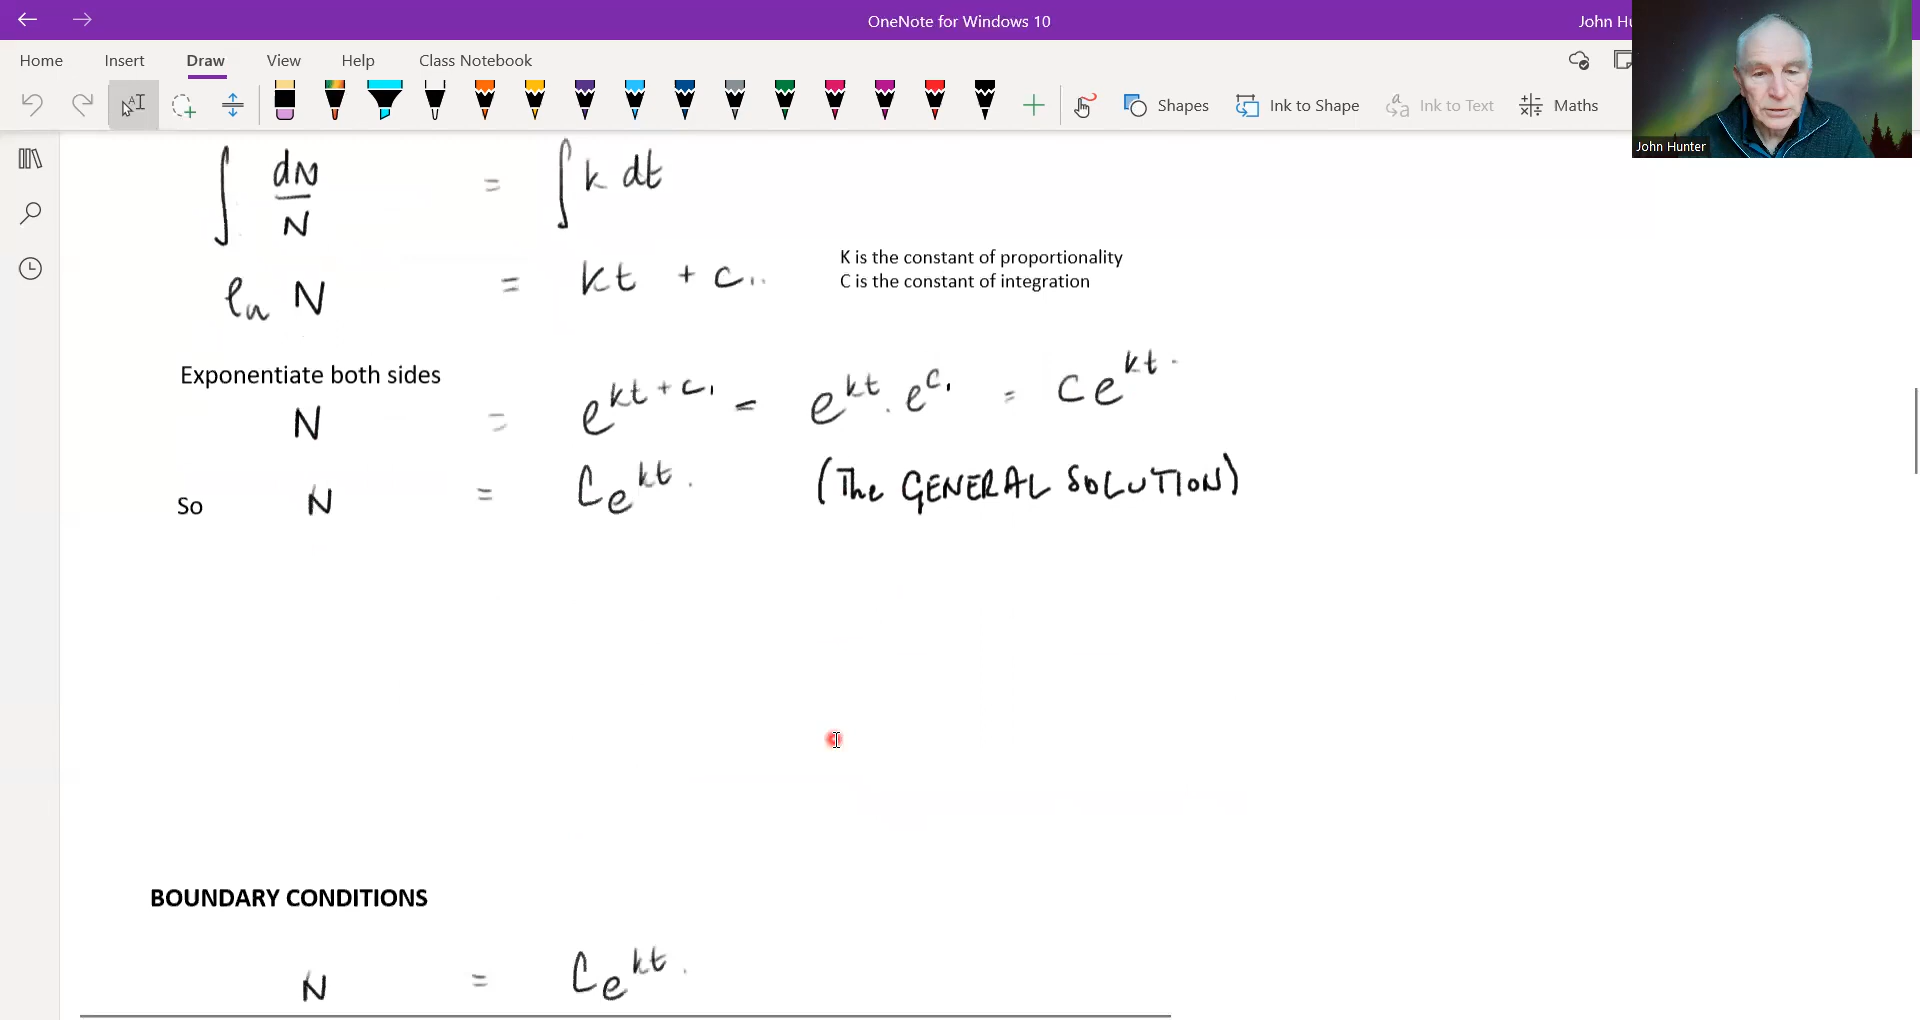 OneNote for Windows 10
John Hu
Home Insert Draw View Help Class Notebook
Shapes Ink to Shape Ink to Text Maths
John Hunter
∫ dN/N = ∫ k dt
ln N = kt + c₁
K is the constant of proportionality
C is the constant of integration
Exponentiate both sides
N = e^(kt + c₁) = e^(kt) . e^(c₁) = Ce^(kt)
So N = Ce^(kt) (The GENERAL SOLUTION)
BOUNDARY CONDITIONS
N = Ce^(kt)